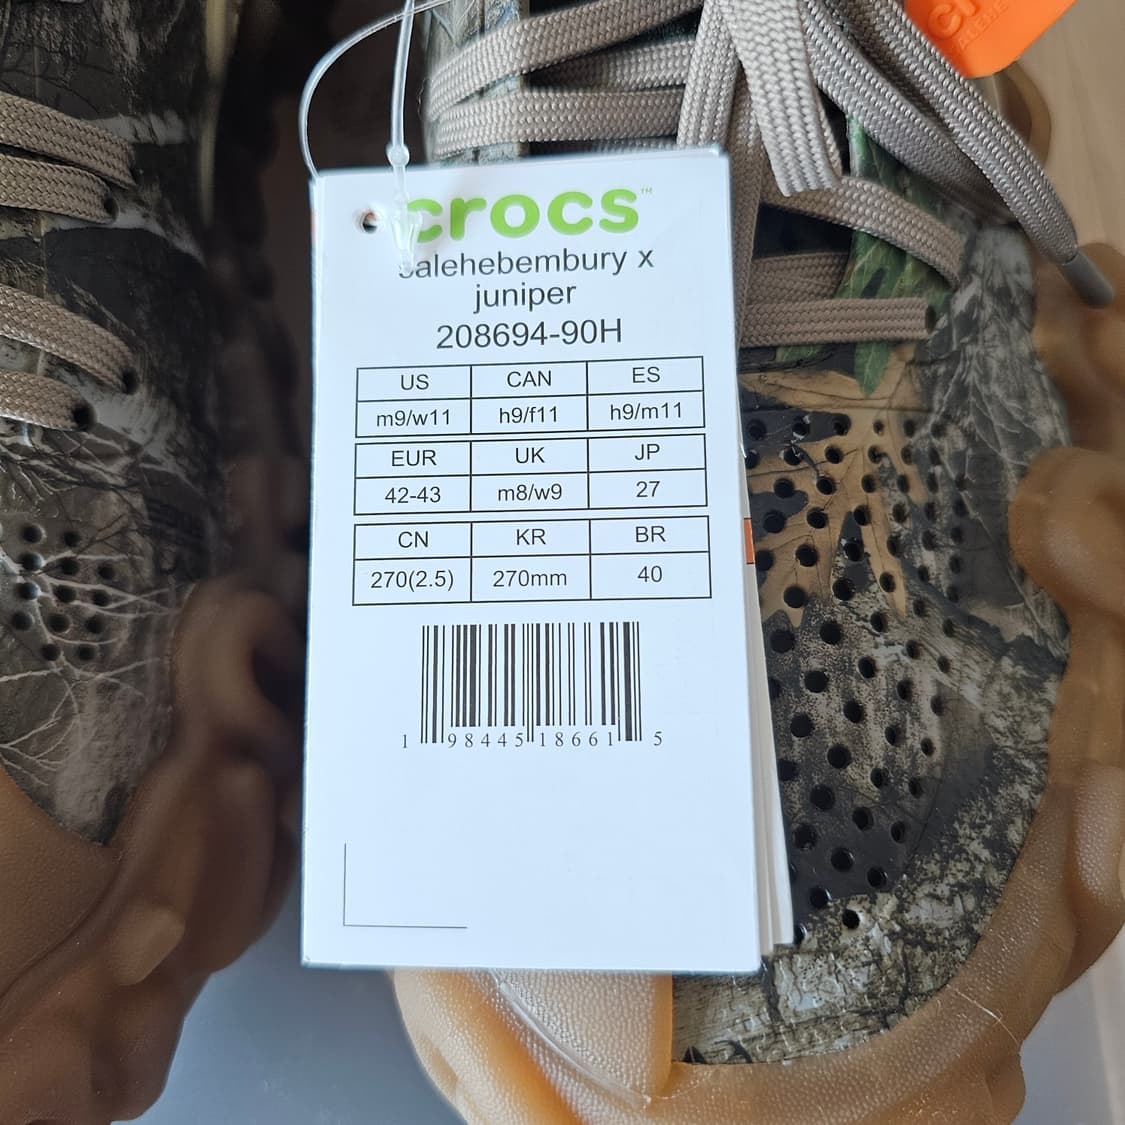 crocs™
salehebembury x
juniper
208694-90H
US CAN ES
m9/w11 h9/f11 h9/m11
EUR UK JP
42-43 m8/w9 27
CN KR BR
270(2.5) 270mm 40
1 98445 18661 5